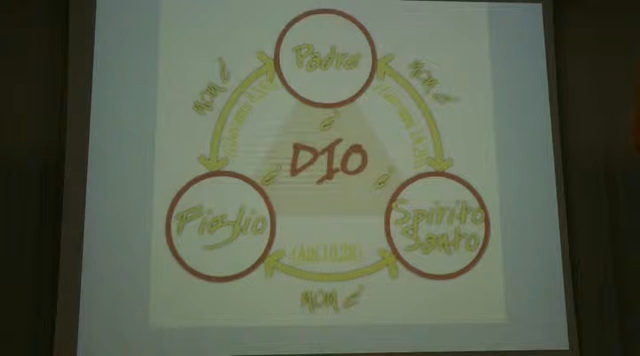 Padre
non è
non è
è
DIO
è
è
Figlio
Spirito
Santo
non è